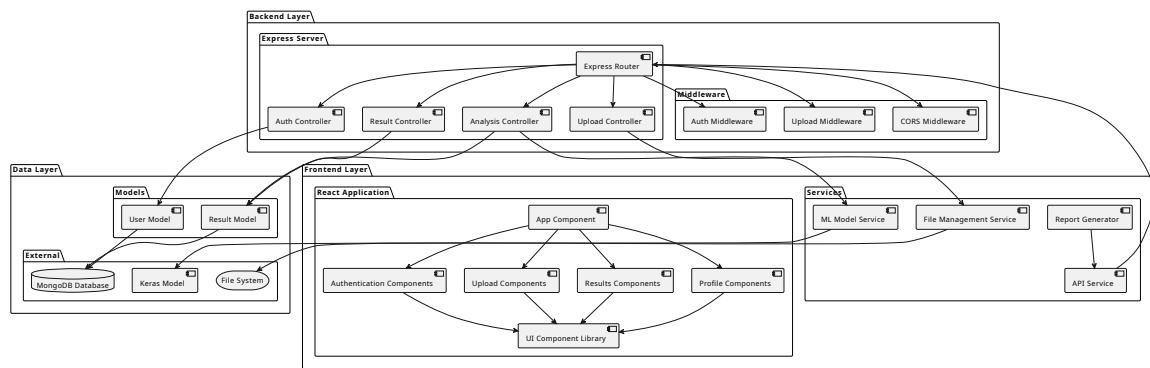 Backend Layer
Express Server
Express Router
Middleware
Auth Controller
Result Controller
Analysis Controller
Upload Controller
Auth Middleware
Upload Middleware
CORS Middleware
Data Layer
Models
User Model
Result Model
External
MongoDB Database
Keras Model
File System
Frontend Layer
React Application
App Component
Authentication Components
Upload Components
Results Components
Profile Components
UI Component Library
Services
ML Model Service
File Management Service
Report Generator
API Service